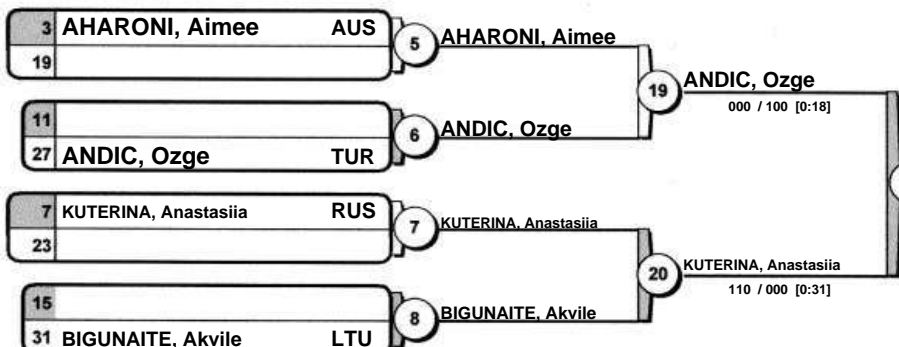 3 AHARONI, Aimee AUS
19
5
AHARONI, Aimee
11
27 ANDIC, Ozge TUR
6
ANDIC, Ozge
19
ANDIC, Ozge
000 / 100 [0:18]
7 KUTERINA, Anastasiia RUS
23
7
KUTERINA, Anastasiia
15
31 BIGUNAITE, Akvile LTU
8
BIGUNAITE, Akvile
20
KUTERINA, Anastasiia
110 / 000 [0:31]